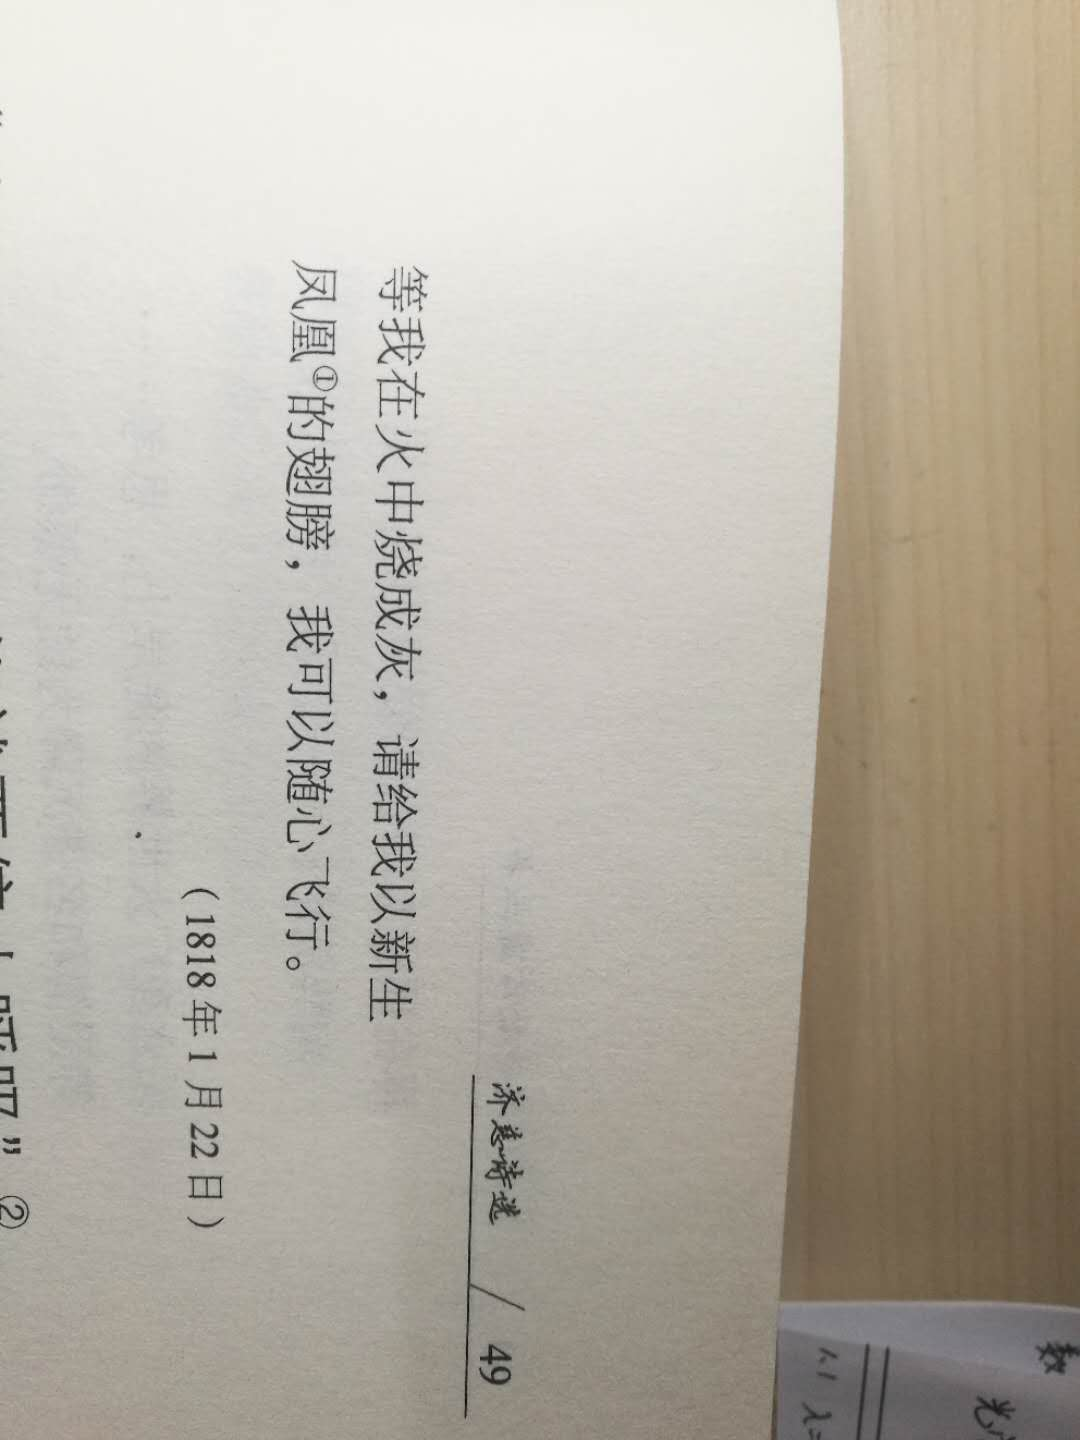 济慈诗选 / 49
等我在火中烧成灰，请给我以新生
凤凰①的翅膀，我可以随心飞行。
（1818年1月22日）
”②
数